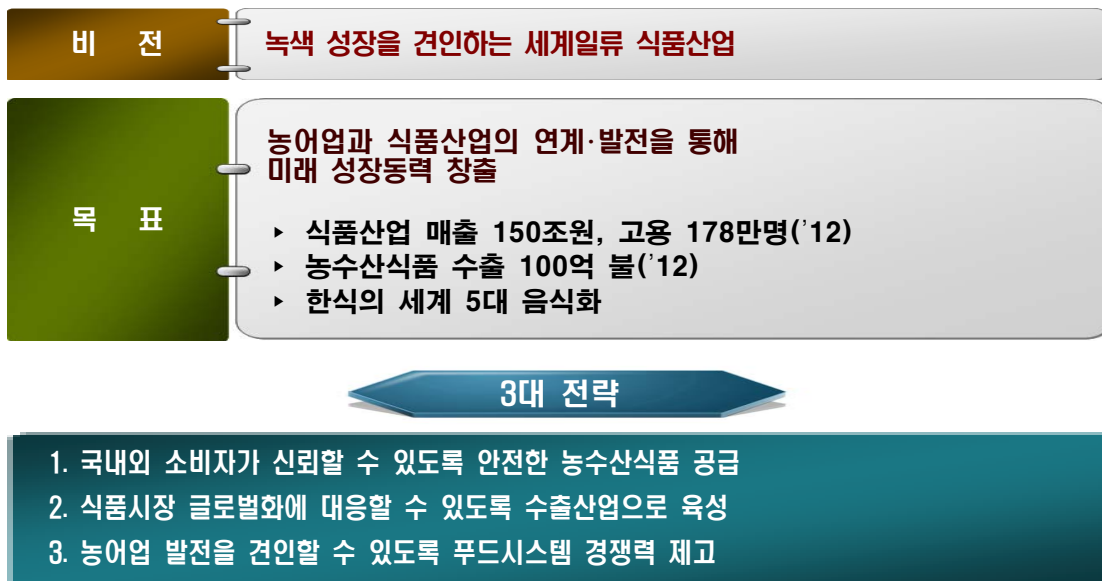 비 전
녹색 성장을 견인하는 세계일류 식품산업
목 표
농어업과 식품산업의 연계·발전을 통해
미래 성장동력 창출
▸ 식품산업 매출 150조원, 고용 178만명('12)
▸ 농수산식품 수출 100억 불('12)
▸ 한식의 세계 5대 음식화
3대 전략
1. 국내외 소비자가 신뢰할 수 있도록 안전한 농수산식품 공급
2. 식품시장 글로벌화에 대응할 수 있도록 수출산업으로 육성
3. 농어업 발전을 견인할 수 있도록 푸드시스템 경쟁력 제고